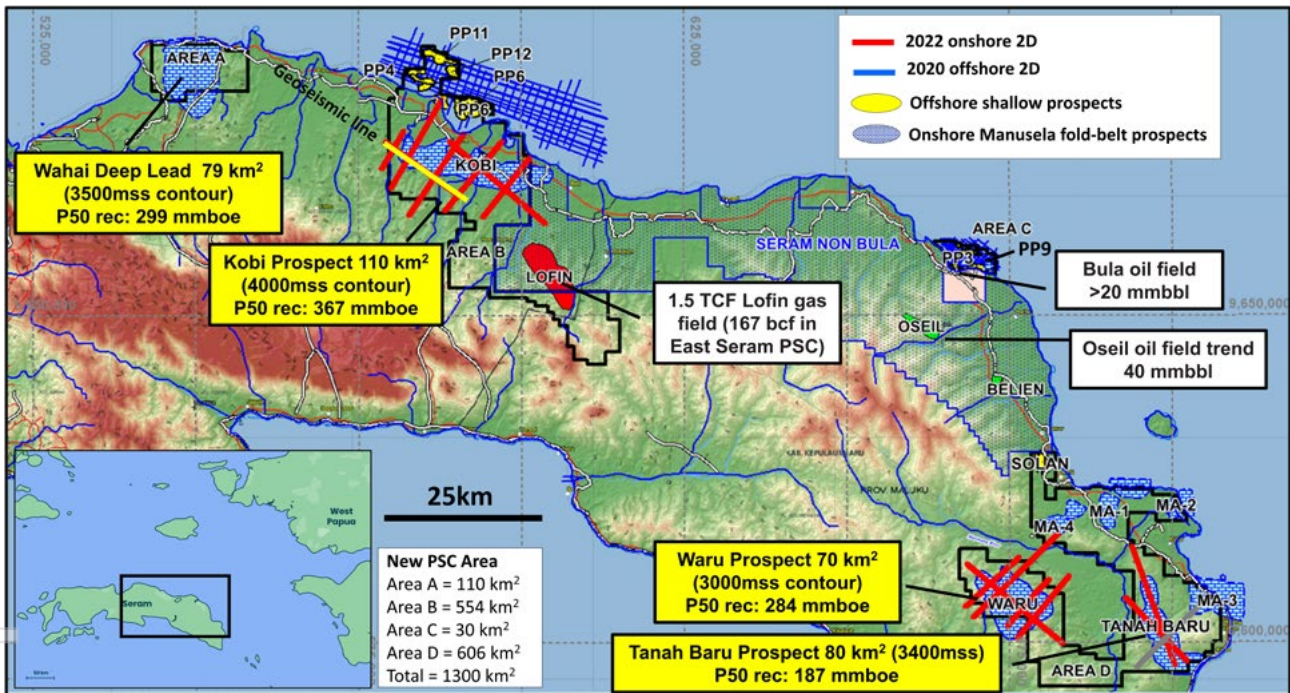 525,000
625,000
2022 onshore 2D
2020 offshore 2D
Offshore shallow prospects
Onshore Manusela fold-belt prospects
PP11
PP12
PP6
PP4
PP6
AREA A
Geoseismic line
KOBI
Wahai Deep Lead 79 km²
(3500mss contour)
P50 rec: 299 mmboe
Kobi Prospect 110 km²
(4000mss contour)
P50 rec: 367 mmboe
AREA B
LOFIN
SERAM NON BULA
AREA C
PP3
PP9
Bula oil field
>20 mmbbl
9,650,000
1.5 TCF Lofin gas
field (167 bcf in
East Seram PSC)
OSEIL
Oseil oil field trend
40 mmbbl
BELIEN
KAB. KEPULAUAN ARU
PROV. MALUKU
SOLAN
MA-1
MA-2
MA-4
MA-3
25km
West
Papua
Seram
New PSC Area
Area A = 110 km²
Area B = 554 km²
Area C = 30 km²
Area D = 606 km²
Total = 1300 km²
Waru Prospect 70 km²
(3000mss contour)
P50 rec: 284 mmboe
WARU
TANAH BARU
Tanah Baru Prospect 80 km² (3400mss)
P50 rec: 187 mmboe
AREA D
600,000